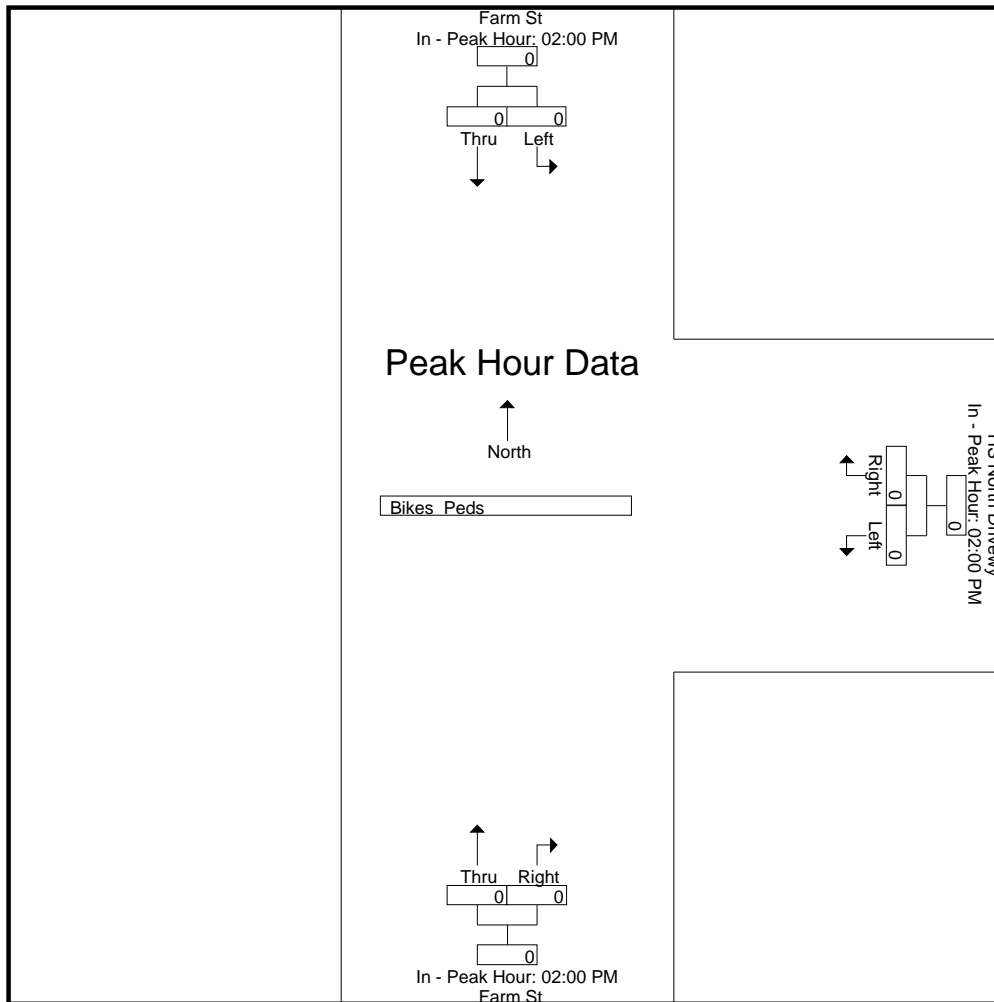 Farm St
In - Peak Hour: 02:00 PM
0
0 0
Thru Left
Peak Hour Data
North
Bikes Peds
Right
0
Left
0
0
In - Peak Hour: 02:00 PM
North
Thru Right
0 0
0
In - Peak Hour: 02:00 PM
Farm St